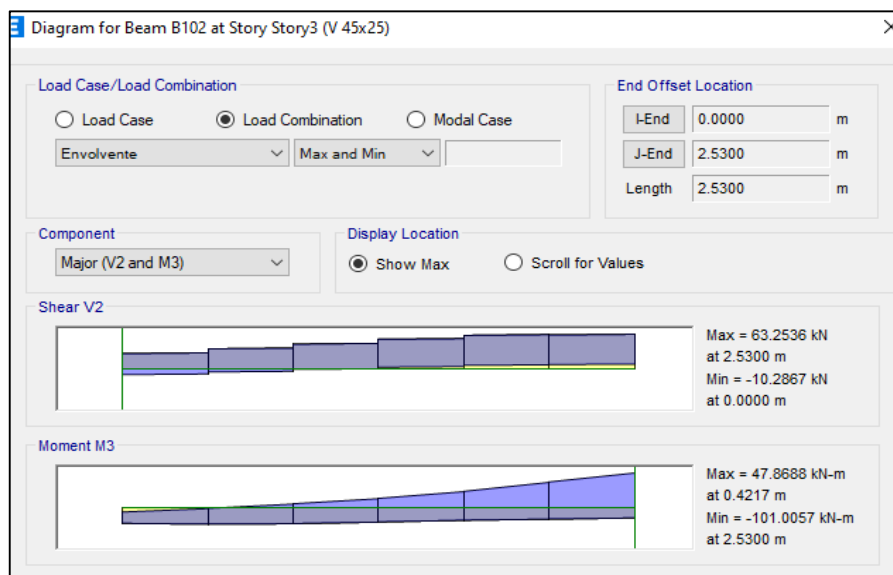 E Diagram for Beam B102 at Story Story3 (V 45x25)
Load Case/Load Combination
Load Case
Load Combination
Modal Case
Envolvente
Max and Min
End Offset Location
I-End 0.0000 m
J-End 2.5300 m
Length 2.5300 m
Component
Major (V2 and M3)
Display Location
Show Max
Scroll for Values
Shear V2
Max = 63.2536 kN
at 2.5300 m
Min = -10.2867 kN
at 0.0000 m
Moment M3
Max = 47.8688 kN-m
at 0.4217 m
Min = -101.0057 kN-m
at 2.5300 m